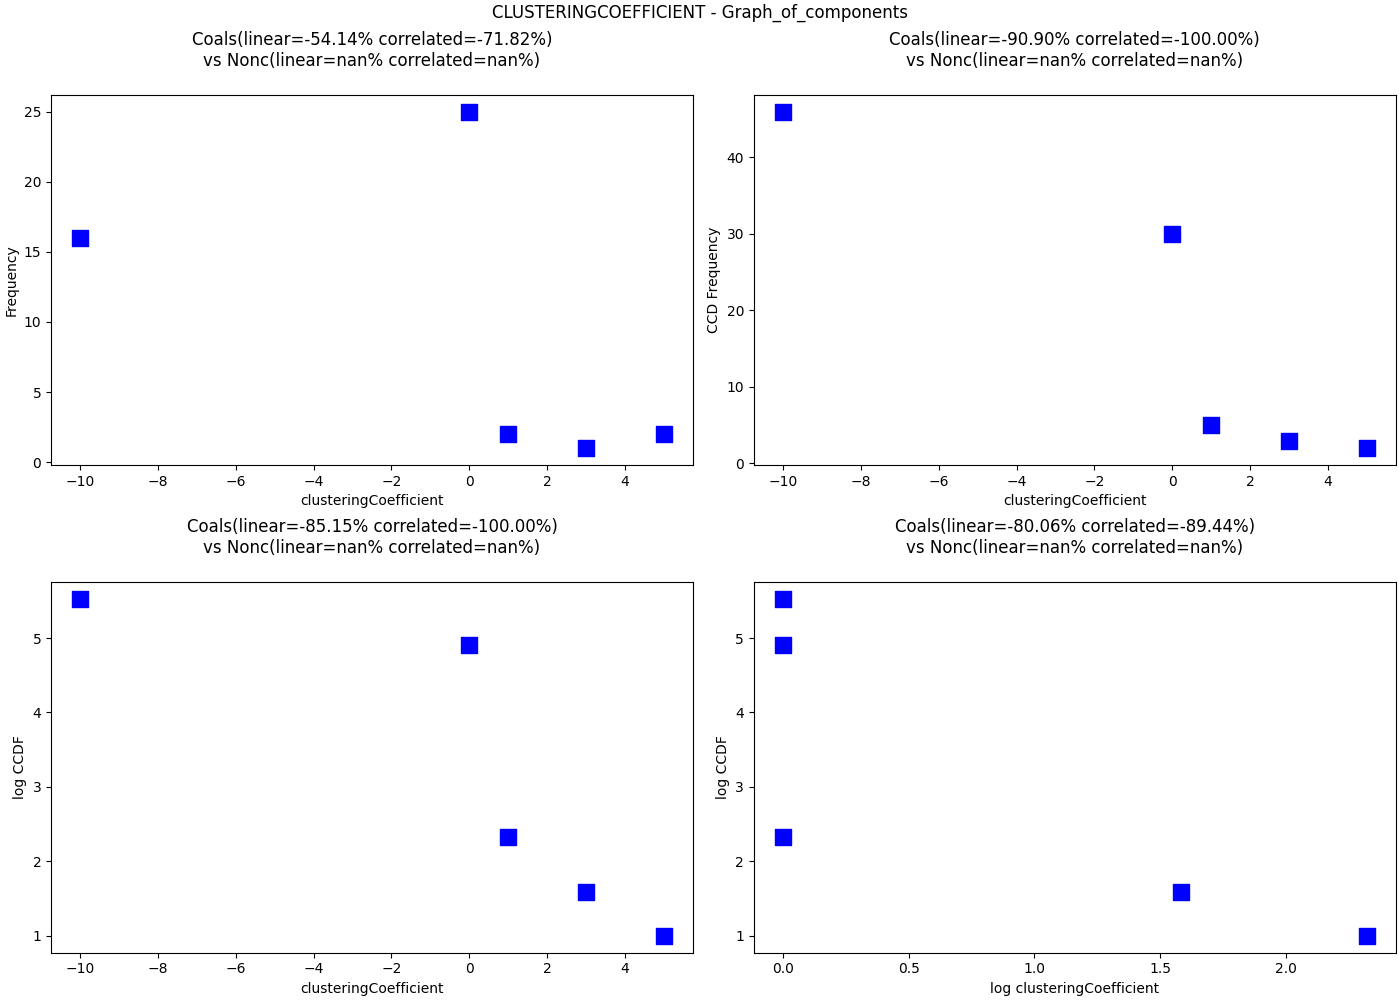 CLUSTERINGCOEFFICIENT - Graph_of_components
Coals(linear=-54.14% correlated=-71.82%)
vs Nonc(linear=nan% correlated=nan%)
25
20
15
10
5
0
Frequency
−10 −8 −6 −4 −2 0 2 4
clusteringCoefficient
Coals(linear=-90.90% correlated=-100.00%)
vs Nonc(linear=nan% correlated=nan%)
40
30
20
10
0
CCD Frequency
−10 −8 −6 −4 −2 0 2 4
clusteringCoefficient
Coals(linear=-85.15% correlated=-100.00%)
vs Nonc(linear=nan% correlated=nan%)
5
4
3
2
1
log CCDF
−10 −8 −6 −4 −2 0 2 4
clusteringCoefficient
Coals(linear=-80.06% correlated=-89.44%)
vs Nonc(linear=nan% correlated=nan%)
5
4
3
2
1
log CCDF
0.0 0.5 1.0 1.5 2.0
log clusteringCoefficient